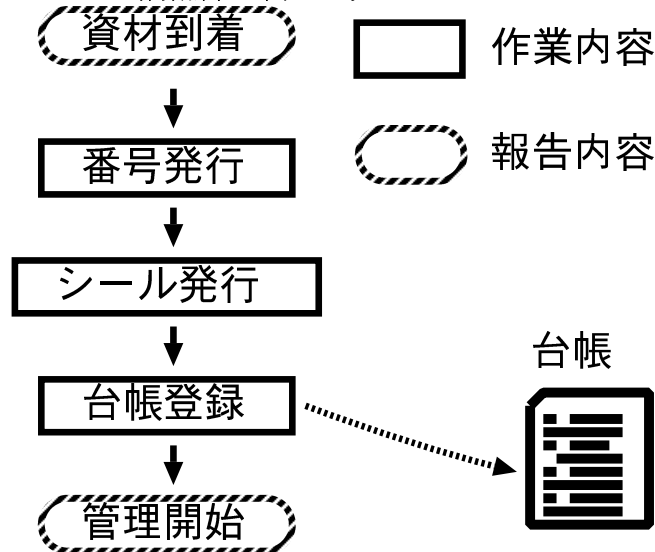 資材到着
作業内容
番号発行
報告内容
シール発行
台帳
台帳登録
管理開始